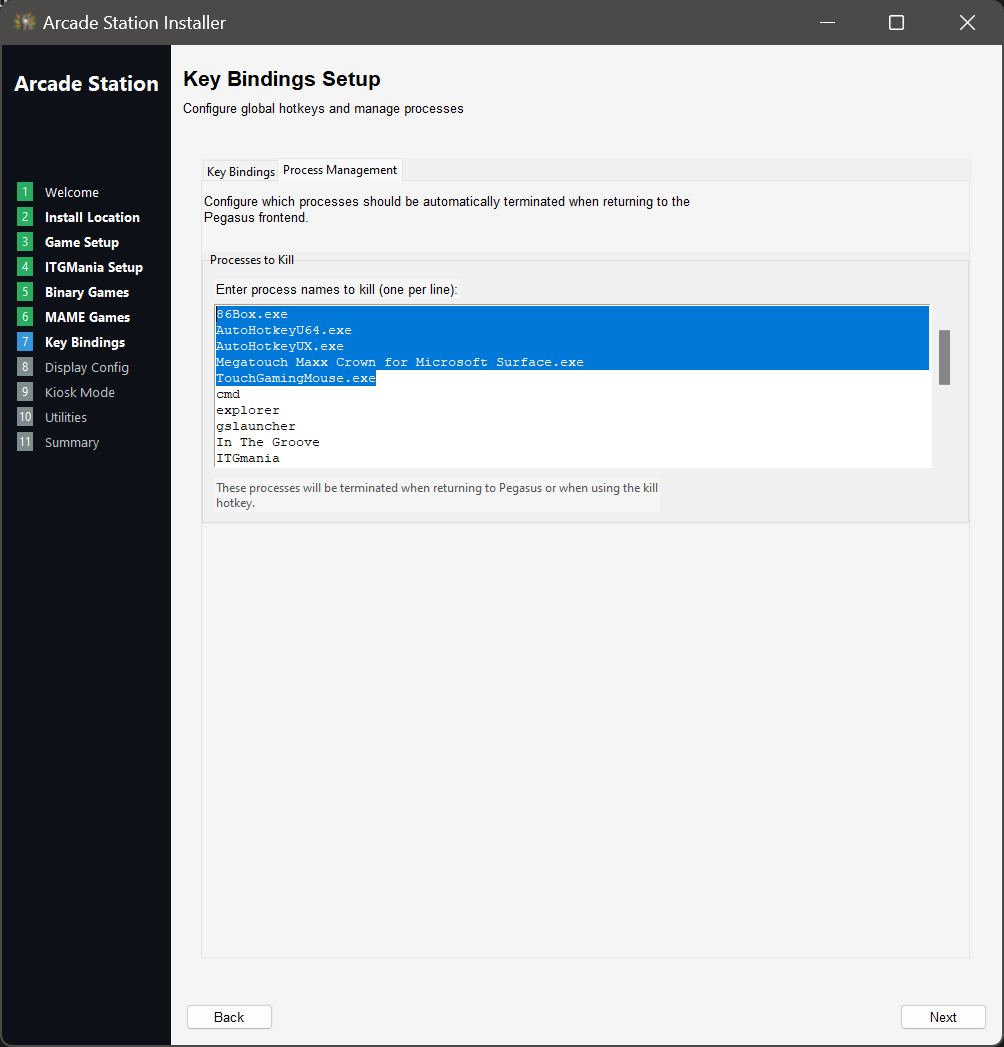 Arcade Station Installer
Arcade Station
1 Welcome
2 Install Location
3 Game Setup
4 ITGMania Setup
5 Binary Games
6 MAME Games
7 Key Bindings
8 Display Config
9 Kiosk Mode
10 Utilities
11 Summary
Key Bindings Setup
Configure global hotkeys and manage processes
Key Bindings Process Management
Configure which processes should be automatically terminated when returning to the
Pegasus frontend.
Processes to Kill
Enter process names to kill (one per line):
86Box.exe
AutoHotkeyU64.exe
AutoHotkeyUX.exe
Megatouch Maxx Crown for Microsoft Surface.exe
TouchGamingMouse.exe
cmd
explorer
gslauncher
In The Groove
ITGmania
These processes will be terminated when returning to Pegasus or when using the kill
hotkey.
Back Next